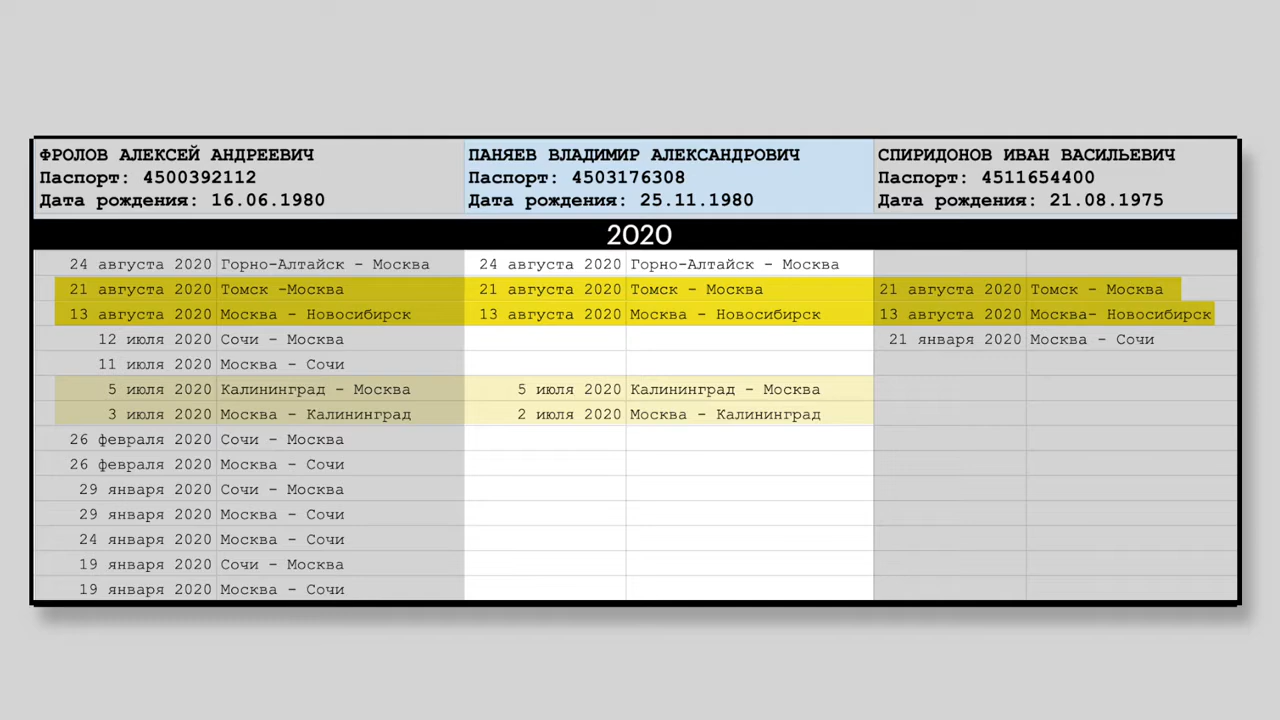 ФРОЛОВ АЛЕКСЕЙ АНДРЕЕВИЧ
Паспорт: 4500392112
Дата рождения: 16.06.1980
ПАНЯЕВ ВЛАДИМИР АЛЕКСАНДРОВИЧ
Паспорт: 4503176308
Дата рождения: 25.11.1980
СПИРИДОНОВ ИВАН ВАСИЛЬЕВИЧ
Паспорт: 4511654400
Дата рождения: 21.08.1975
2020
24 августа 2020 Горно-Алтайск - Москва 24 августа 2020 Горно-Алтайск - Москва
21 августа 2020 Томск -Москва 21 августа 2020 Томск - Москва 21 августа 2020 Томск - Москва
13 августа 2020 Москва - Новосибирск 13 августа 2020 Москва - Новосибирск 13 августа 2020 Москва- Новосибирск
12 июля 2020 Сочи - Москва 21 января 2020 Москва - Сочи
11 июля 2020 Москва - Сочи
5 июля 2020 Калининград - Москва 5 июля 2020 Калининград - Москва
3 июля 2020 Москва - Калининград 2 июля 2020 Москва - Калининград
26 февраля 2020 Сочи - Москва
26 февраля 2020 Москва - Сочи
29 января 2020 Сочи - Москва
29 января 2020 Москва - Сочи
24 января 2020 Москва - Сочи
19 января 2020 Сочи - Москва
19 января 2020 Москва - Сочи